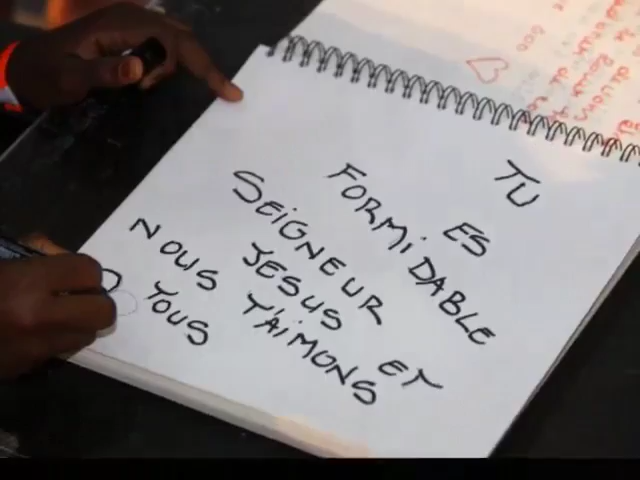 TU
ES
FORMiDABLE
SEiGNEUR
JESUS ET
NOUS T'AiMONS
TOUS